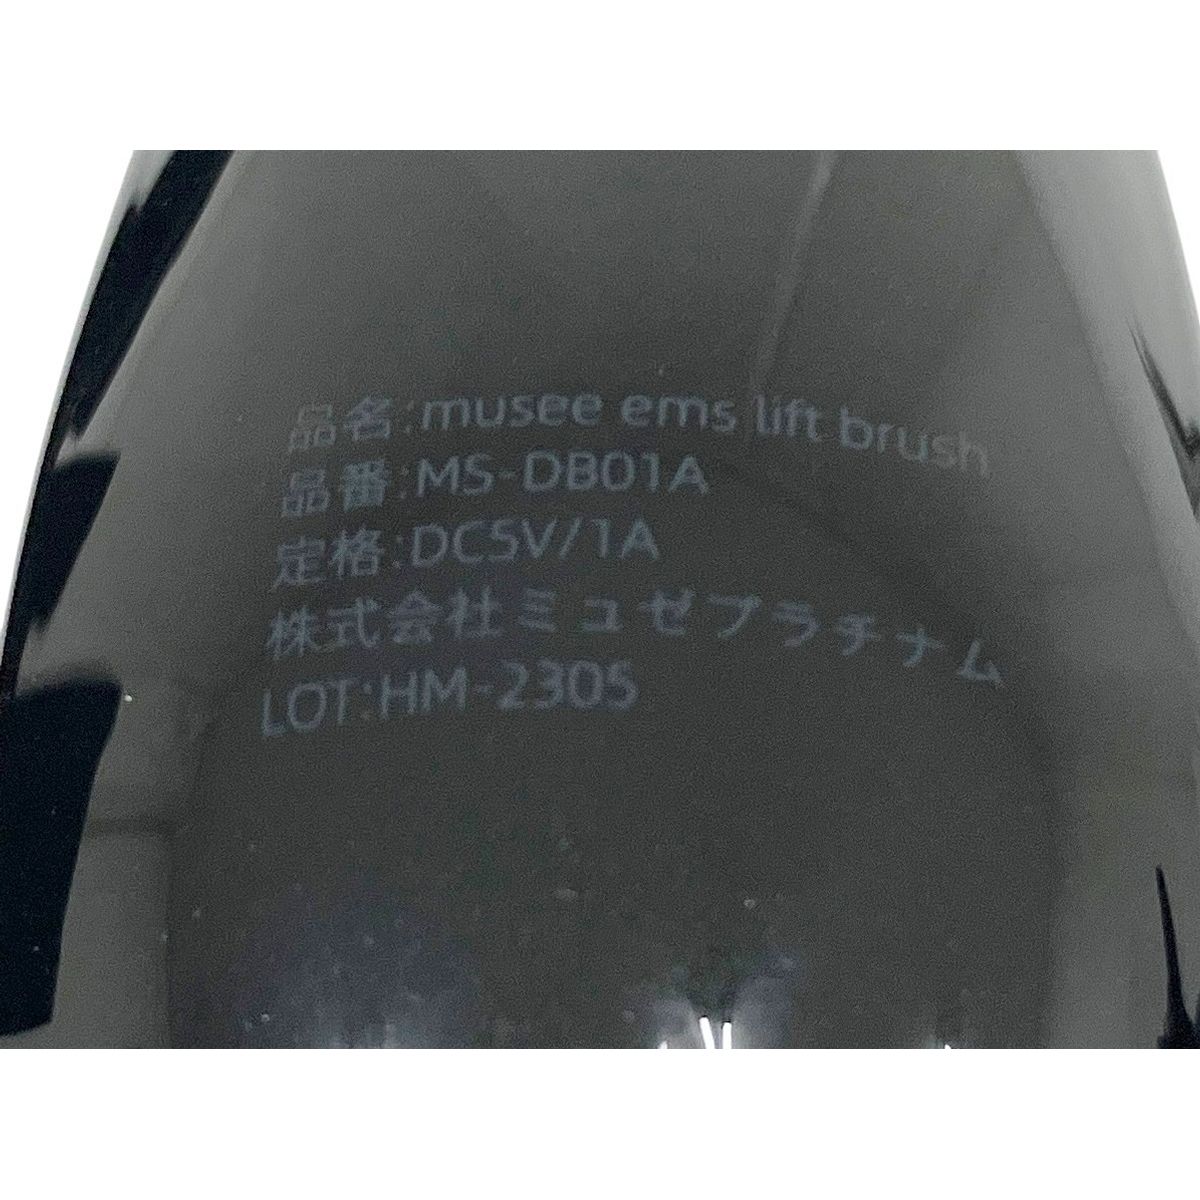 品名:musee ems lift brush
品番:MS-DB01A
定格:DC5V/1A
株式会社ミュゼプラチナム
LOT:HM-2305